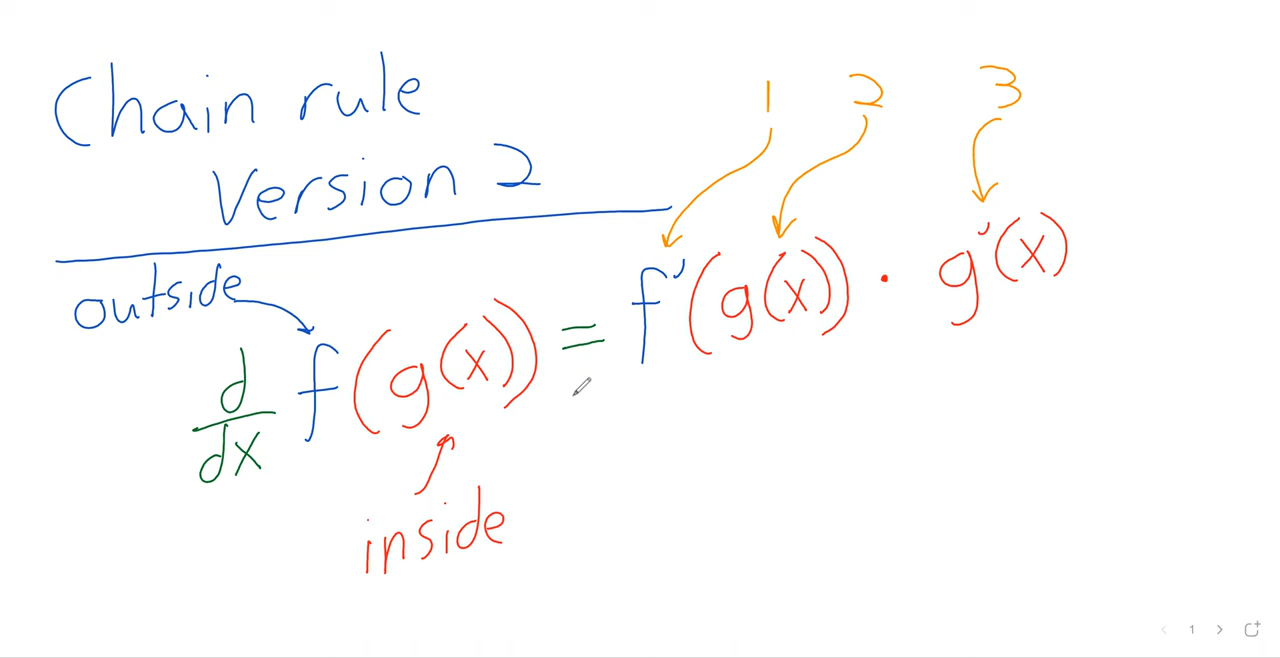 Chain rule
Version 2
1 2 3
outside
d/dx f(g(x)) = f'(g(x)) · g'(x)
inside
1